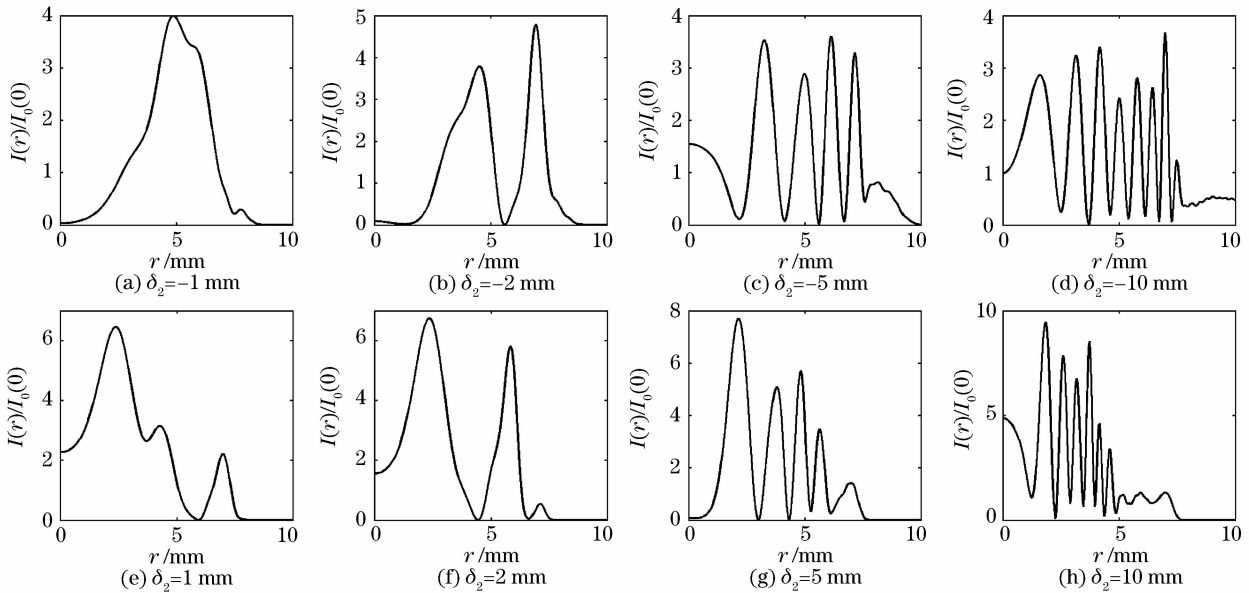 4 5 4 4
I(r)/I₀(0) I(r)/I₀(0) I(r)/I₀(0) I(r)/I₀(0)
3 4 3 3
3
2 2 2
2
1 1 1
1
0 0 0 0
0 5 10 0 5 10 0 5 10 0 5 10
r/mm r/mm r/mm r/mm
(a) δ₂=−1 mm (b) δ₂=−2 mm (c) δ₂=−5 mm (d) δ₂=−10 mm
8 10
6 6
I(r)/I₀(0) I(r)/I₀(0) I(r)/I₀(0) I(r)/I₀(0)
6
4 4 5
4
2 2
2
0 0 0 0
0 5 10 0 5 10 0 5 10 0 5 10
r/mm r/mm r/mm r/mm
(e) δ₂=1 mm (f) δ₂=2 mm (g) δ₂=5 mm (h) δ₂=10 mm